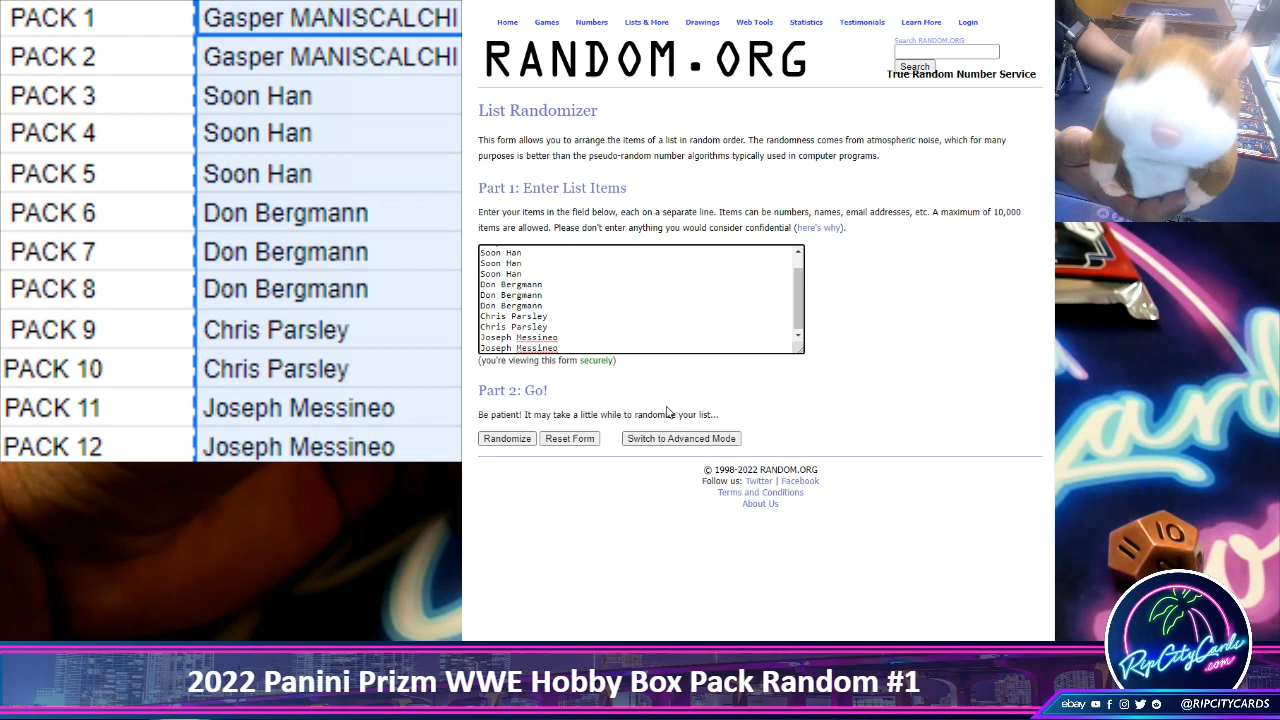 PACK 1 Gasper MANISCALCHI
PACK 2 Gasper MANISCALCHI
PACK 3 Soon Han
PACK 4 Soon Han
PACK 5 Soon Han
PACK 6 Don Bergmann
PACK 7 Don Bergmann
PACK 8 Don Bergmann
PACK 9 Chris Parsley
PACK 10 Chris Parsley
PACK 11 Joseph Messineo
PACK 12 Joseph Messineo
Home Games Numbers Lists & More Drawings Web Tools Statistics Testimonials Learn More Login
RANDOM.ORG
Search RANDOM.ORG
Search
True Random Number Service
List Randomizer
This form allows you to arrange the items of a list in random order. The randomness comes from atmospheric noise, which for many
purposes is better than the pseudo-random number algorithms typically used in computer programs.
Part 1: Enter List Items
Enter your items in the field below, each on a separate line. Items can be numbers, names, email addresses, etc. A maximum of 10,000
items are allowed. Please don't enter anything you would consider confidential (here's why).
Soon Han
Soon Han
Soon Han
Don Bergmann
Don Bergmann
Don Bergmann
Chris Parsley
Chris Parsley
Joseph Messineo
Joseph Messineo
(you're viewing this form securely)
Part 2: Go!
Be patient! It may take a little while to randomize your list...
Randomize Reset Form Switch to Advanced Mode
© 1998-2022 RANDOM.ORG
Follow us: Twitter | Facebook
Terms and Conditions
About Us
11 10
RipCityCards
.com
2022 Panini Prizm WWE Hobby Box Pack Random #1
ebay @RIPCITYCARDS